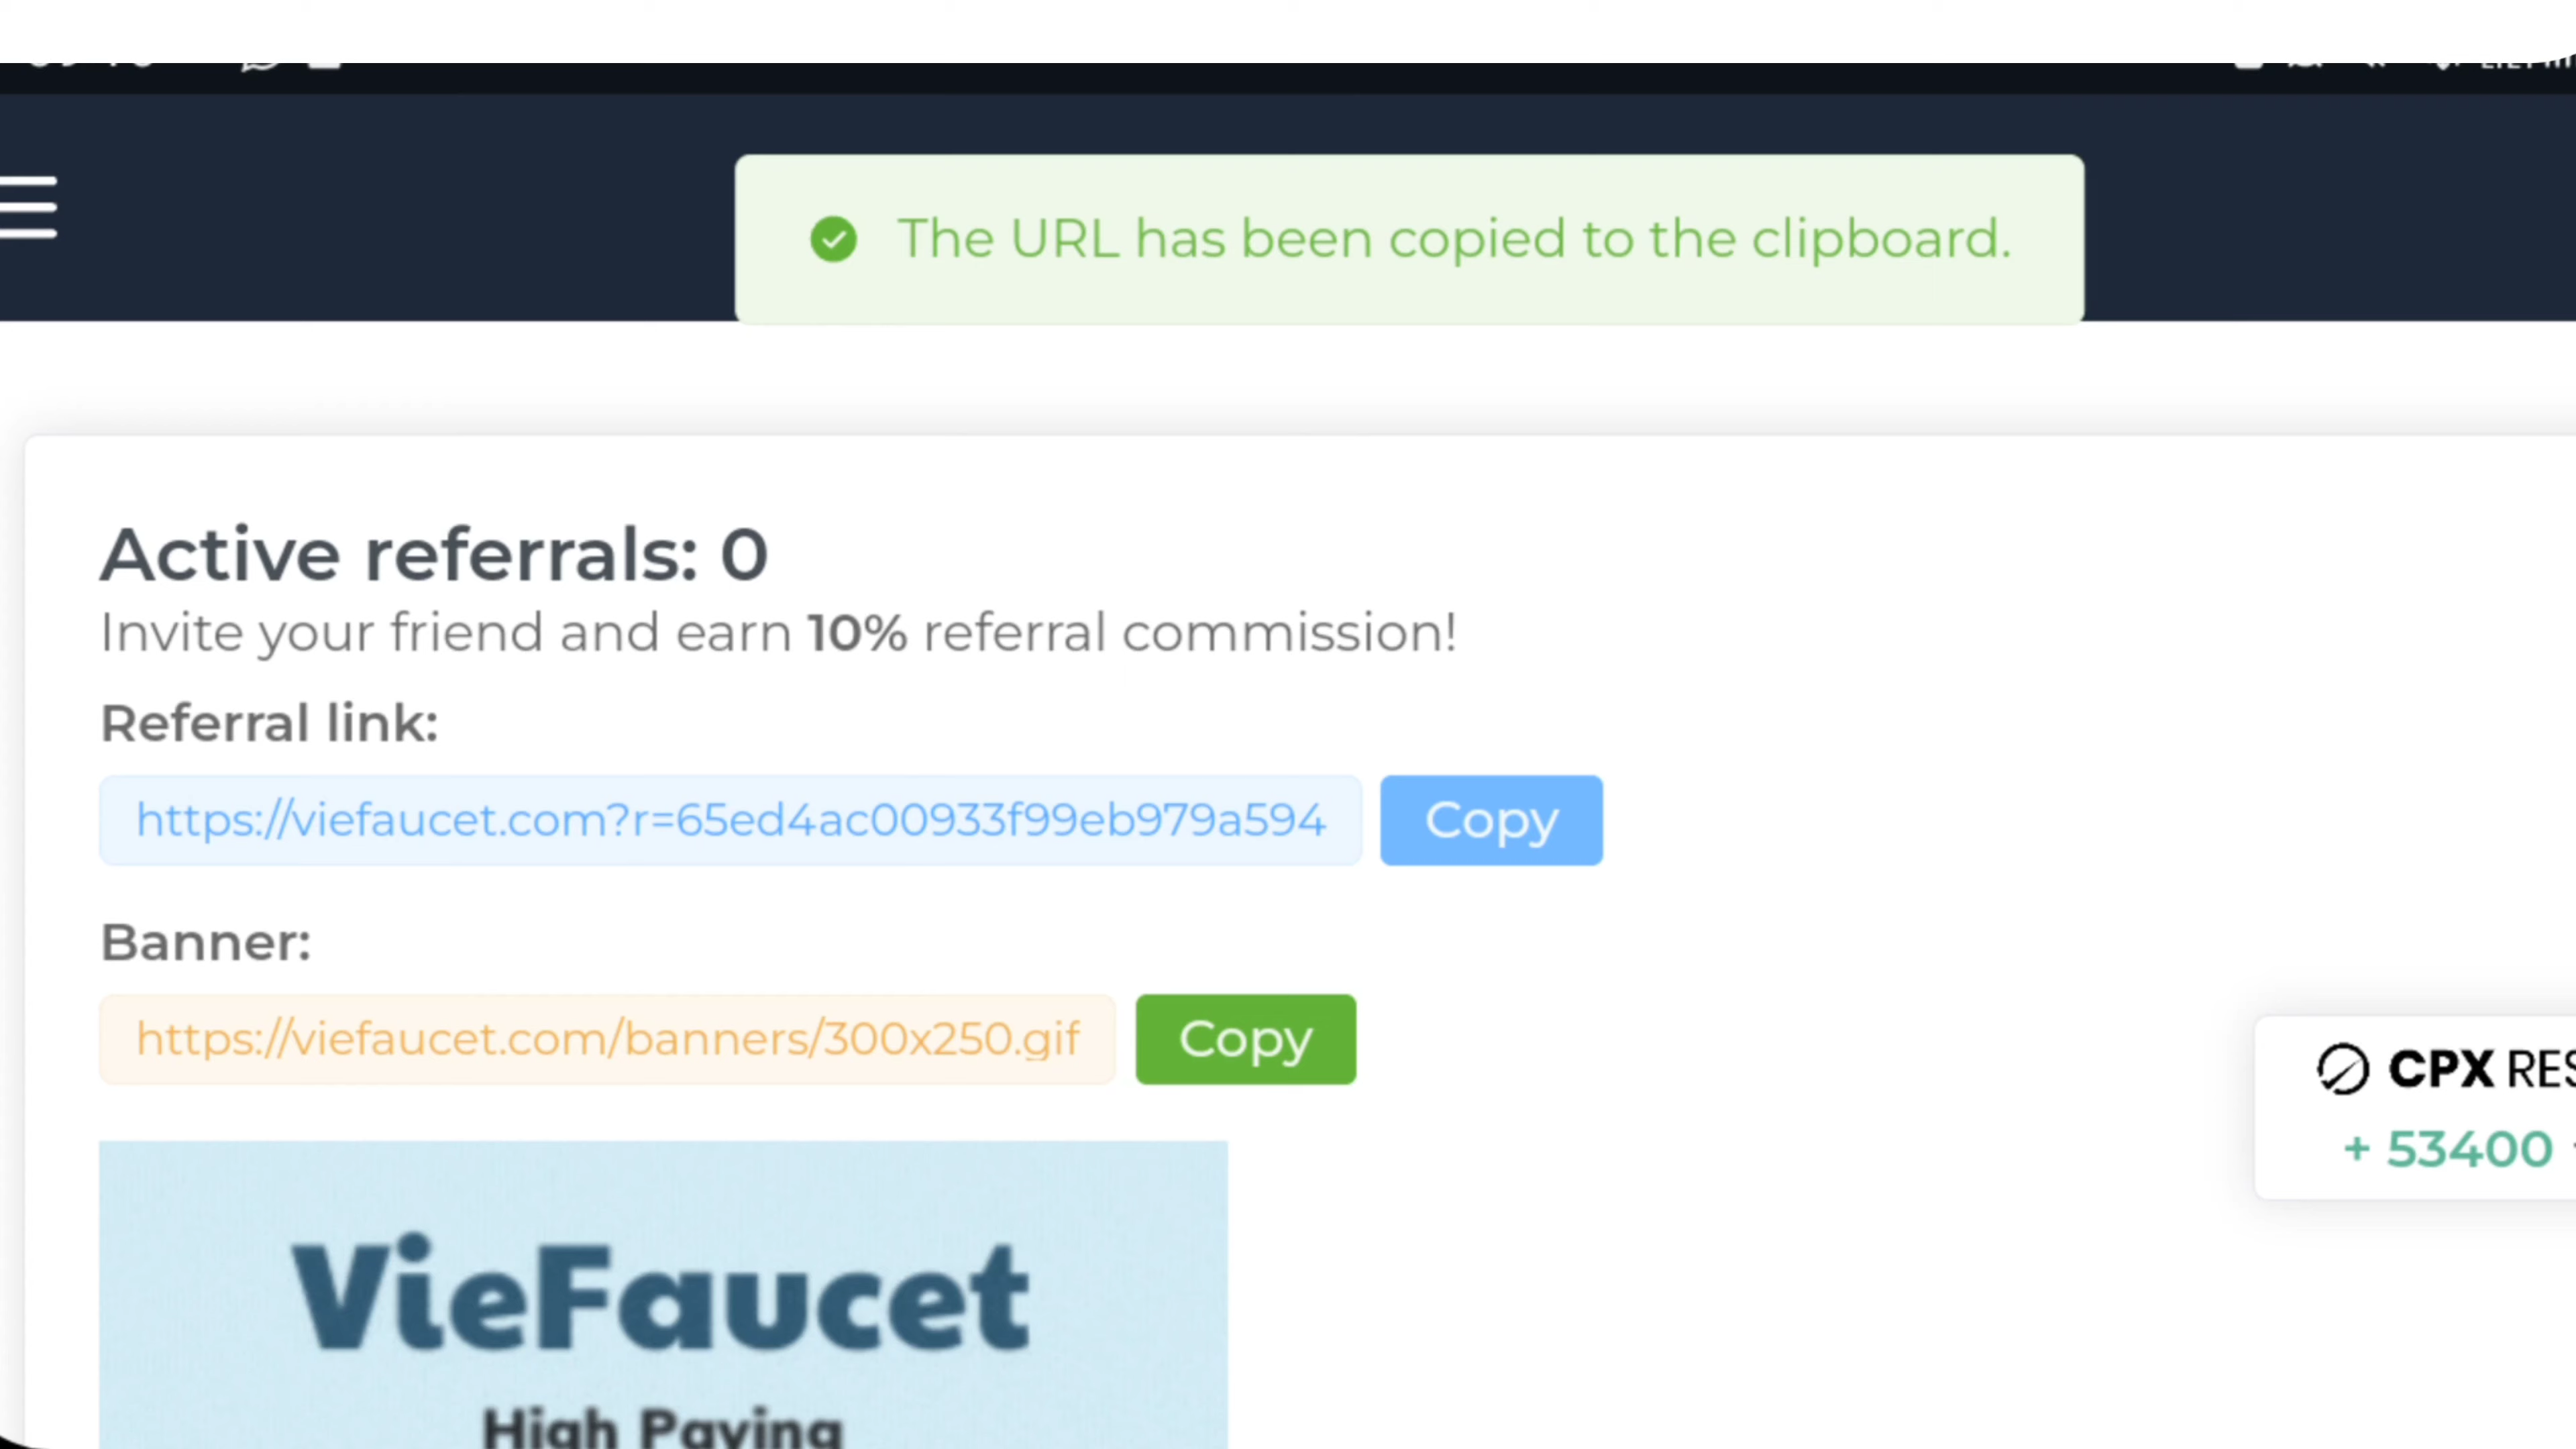 The URL has been copied to the clipboard.
Active referrals: 0
Invite your friend and earn 10% referral commission!
Referral link:
https://viefaucet.com?r=65ed4ac00933f99eb979a594 Copy
Banner:
https://viefaucet.com/banners/300x250.gif Copy
CPX
+ 53400
VieFaucet
High Paying